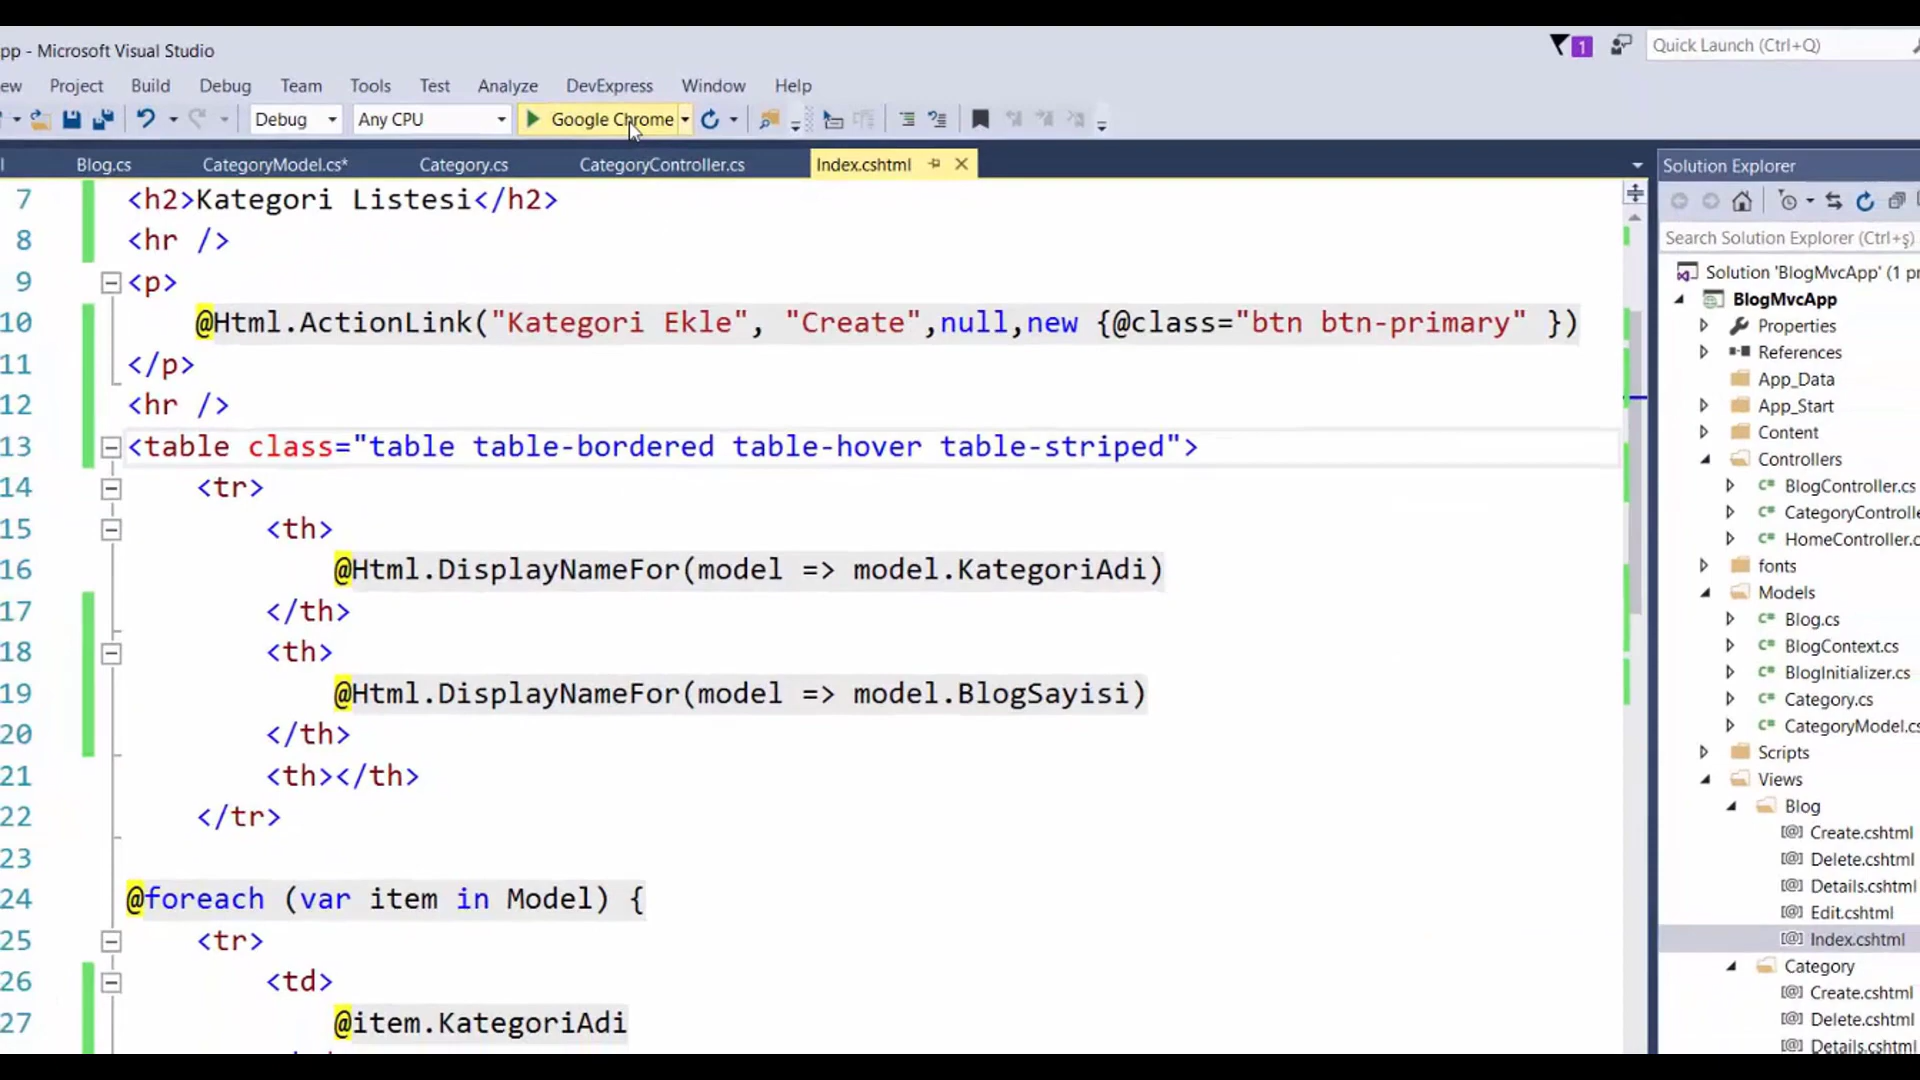 pp - Microsoft Visual Studio
1
Quick Launch (Ctrl+Q)
ew Project Build Debug Team Tools Test Analyze DevExpress Window Help
Debug Any CPU Google Chrome
Blog.cs CategoryModel.cs* Category.cs CategoryController.cs Index.cshtml
7 <h2>Kategori Listesi</h2>
8 <hr />
9 <p>
10 @Html.ActionLink("Kategori Ekle", "Create",null,new {@class="btn btn-primary" })
11 </p>
12 <hr />
13 <table class="table table-bordered table-hover table-striped">
14 <tr>
15 <th>
16 @Html.DisplayNameFor(model => model.KategoriAdi)
17 </th>
18 <th>
19 @Html.DisplayNameFor(model => model.BlogSayisi)
20 </th>
21 <th></th>
22 </tr>
23
24 @foreach (var item in Model) {
25 <tr>
26 <td>
27 @item.KategoriAdi
Solution Explorer
Search Solution Explorer (Ctrl+ş)
Solution 'BlogMvcApp' (1 pr
BlogMvcApp
Properties
References
App_Data
App_Start
Content
Controllers
BlogController.cs
CategoryControlle
HomeController.c
fonts
Models
Blog.cs
BlogContext.cs
BlogInitializer.cs
Category.cs
CategoryModel.cs
Scripts
Views
Blog
Create.cshtml
Delete.cshtml
Details.cshtml
Edit.cshtml
Index.cshtml
Category
Create.cshtml
Delete.cshtml
Details.cshtml